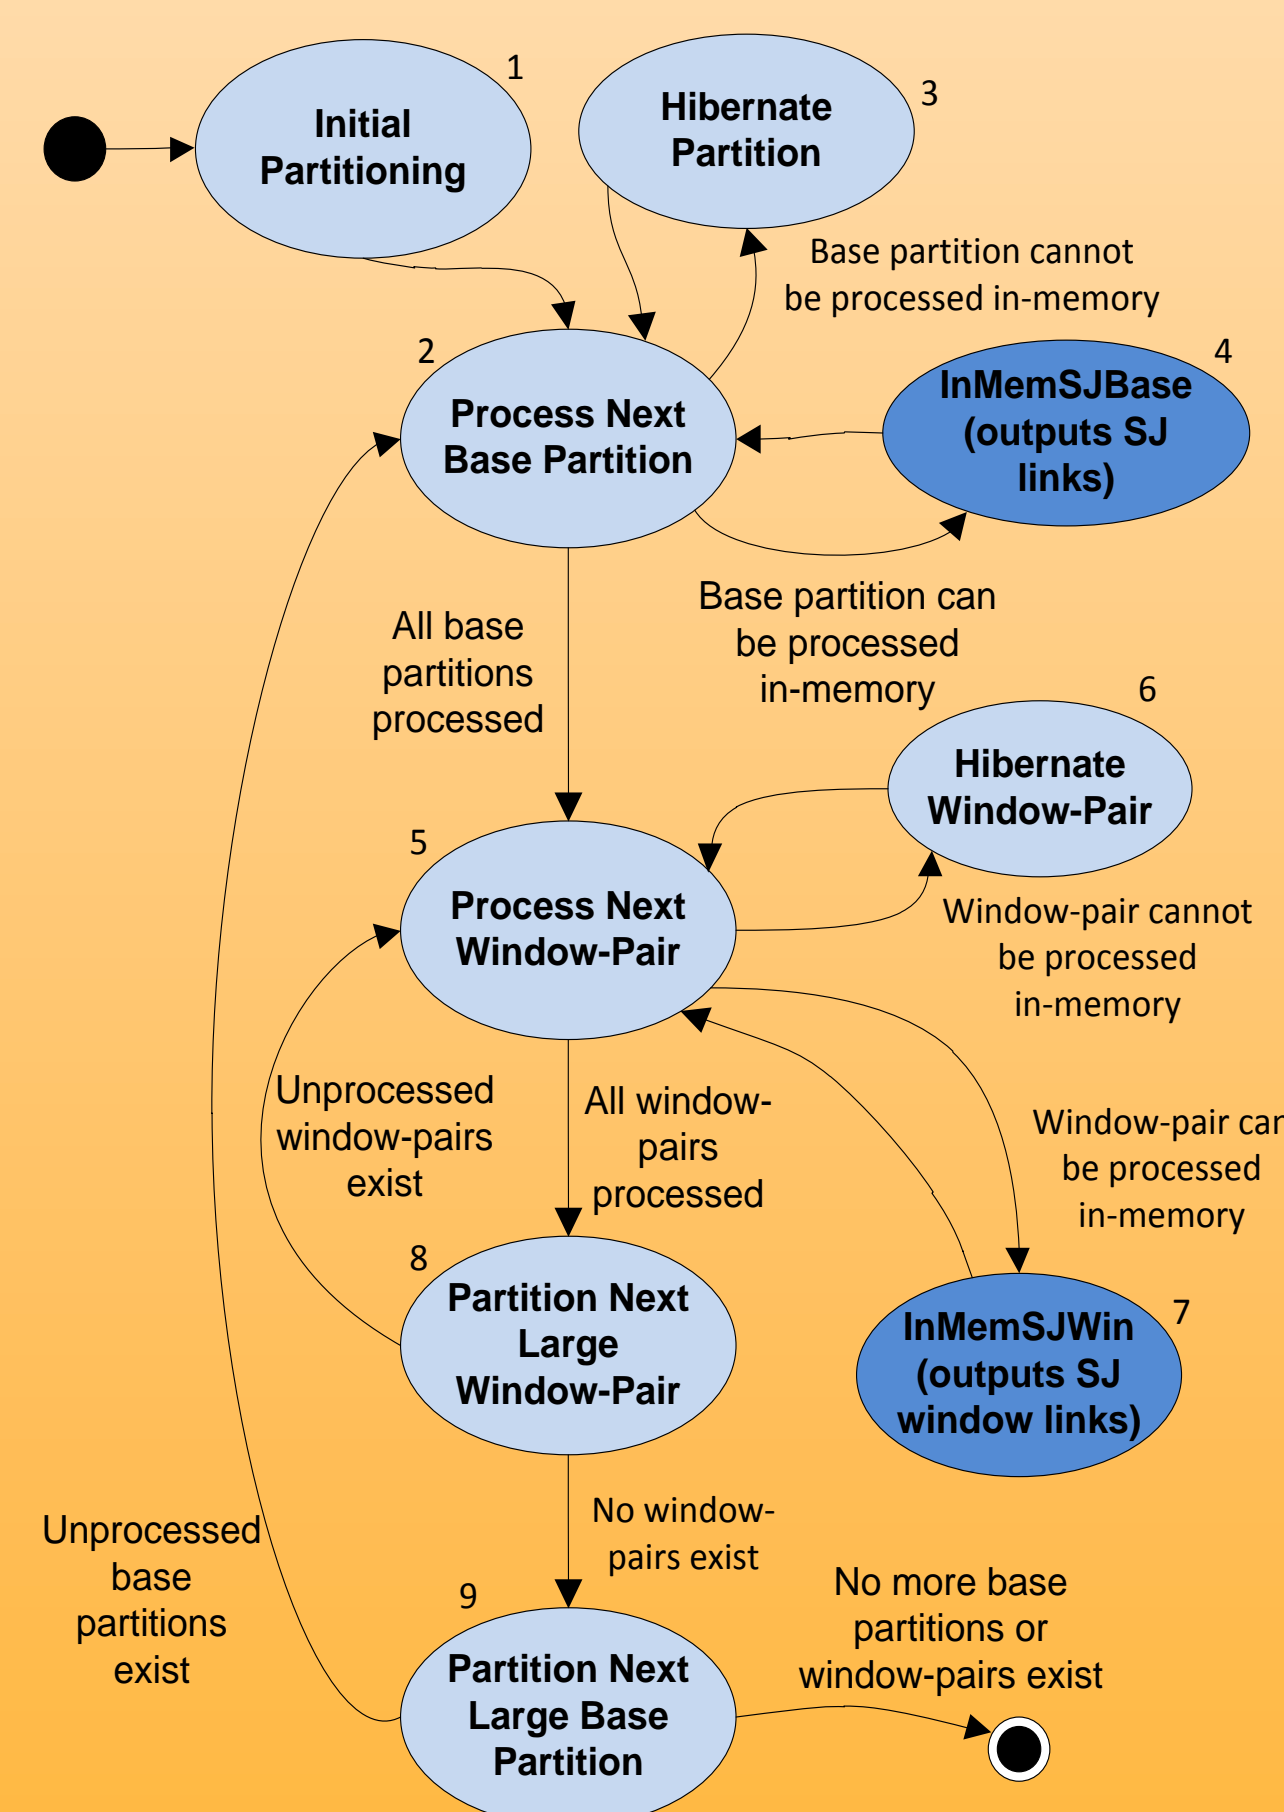 1
Initial
Partitioning
3
Hibernate
Partition
Base partition cannot
be processed in-memory
2
Process Next
Base Partition
4
InMemSJBase
(outputs SJ
links)
All base
partitions
processed
Base partition can
be processed
in-memory
6
Hibernate
Window-Pair
5
Process Next
Window-Pair
Window-pair cannot
be processed
in-memory
Unprocessed
window-pairs
exist
All window-
pairs
processed
Window-pair can
be processed
in-memory
8
Partition Next
Large
Window-Pair
7
InMemSJWin
(outputs SJ
window links)
Unprocessed
base
partitions
exist
No window-
pairs exist
9
Partition Next
Large Base
Partition
No more base
partitions or
window-pairs exist